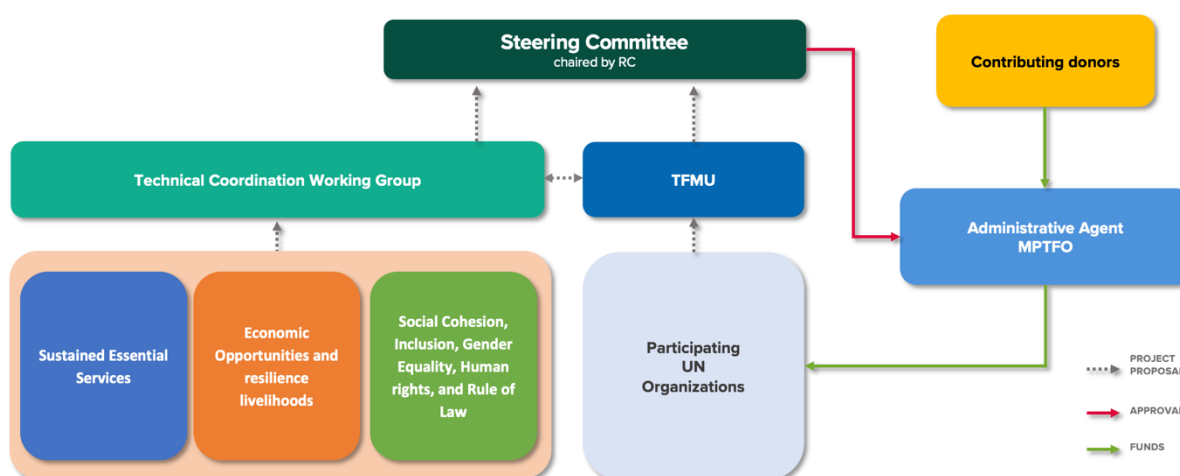 Steering Committee
chaired by RC
Contributing donors
Technical Coordination Working Group
TFMU
Administrative Agent
MPTFO
Sustained Essential
Services
Economic
Opportunities and
resilience
livelihoods
Social Cohesion,
Inclusion, Gender
Equality, Human
rights, and Rule of
Law
Participating
UN
Organizations
PROJECT
PROPOSA
APPROVA
FUNDS